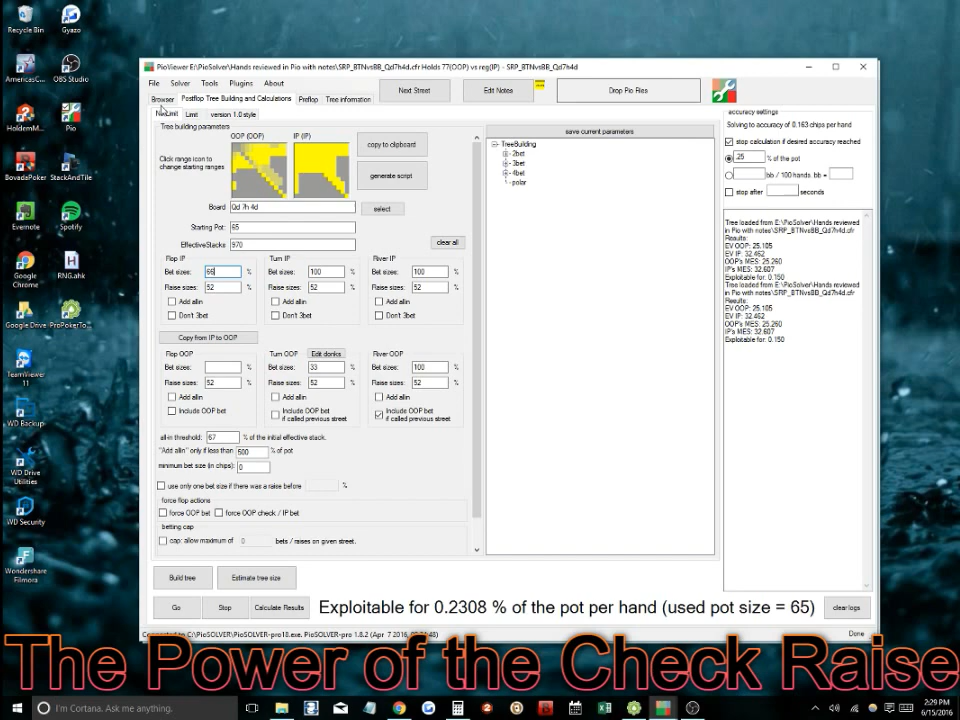 Recycle Bin
Gyazo
AmericasC...
OBS Studio
HoldemM...
Pio
BovadaPoker
StackAndTile
Evernote
Spotify
Google Chrome
RNG.ahk
Google Drive
ProPokerTo...
TeamViewer 11
WD Backup
WD Drive Utilities
WD Security
Wondershare Filmora
PioViewer [E:\PioSolver\Hands reviewed in Pio with notes\SRP_BTNvsBB_Qd7h4d.cfr Holds 77(OOP) vs reg(IP) - SRP_BTNvsBB_Qd7h4d
File Solver Tools Plugins About
Next Street
Edit Notes
Drop Pio Files
Browser Postflop Tree Building and Calculations Preflop Tree information
Limit version 1.0 style
Tree building parameters
OOP (OOP) IP (IP)
Click range icon to change starting ranges
copy to clipboard
generate script
Board Qd 7h 4d select
Starting Pot: 65
EffectiveStacks 970
clear all
Flop IP Turn IP River IP
Bet sizes: 66 % Bet sizes: 100 % Bet sizes: 100 %
Raise sizes: 52 % Raise sizes: 52 % Raise sizes: 52 %
Add allin Add allin Add allin
Don't 3bet Don't 3bet Don't 3bet
Copy from IP to OOP
Flop OOP Turn OOP Edit donks River OOP
Bet sizes: % Bet sizes: 33 % Bet sizes: 100 %
Raise sizes: 52 % Raise sizes: 52 % Raise sizes: 52 %
Add allin Add allin Add allin
Include OOP bet Include OOP bet if called previous street Include OOP bet if called previous street
all-in threshold: 67 % of the initial effective stack.
"Add allin" only if less than 500 % of pot
minimum bet size (in chips): 0
use only one bet size if there was a raise before %
force flop actions
force OOP bet force OOP check / IP bet
betting cap
cap: allow maximum of 0 bets / raises on given street.
Build tree Estimate tree size
Go Stop Calculate Results Exploitable for 0.2308 % of the pot per hand (used pot size = 65) clear logs
save current parameters
TreeBuilding
2bet
3bet
4bet
polar
accuracy settings
Solving to accuracy of 0.163 chips per hand
stop calculation if desired accuracy reached
.25 % of the pot
bb / 100 hands. bb =
stop after seconds
Tree loaded from E:\PioSolver\Hands reviewed
in Pio with notes\SRP_BTNvsBB_Qd7h4d.cfr
Results:
EV OOP: 25.105
EV IP: 32.462
OOP's MES: 25.260
IP's MES: 32.607
Exploitable for: 0.150
Tree loaded from E:\PioSolver\Hands reviewed
in Pio with notes\SRP_BTNvsBB_Qd7h4d.cfr
Results:
EV OOP: 25.105
EV IP: 32.462
OOP's MES: 25.260
IP's MES: 32.607
Exploitable for: 0.150
Done
The Power of the Check Raise
I'm Cortana. Ask me anything.
2:29 PM
6/15/2016